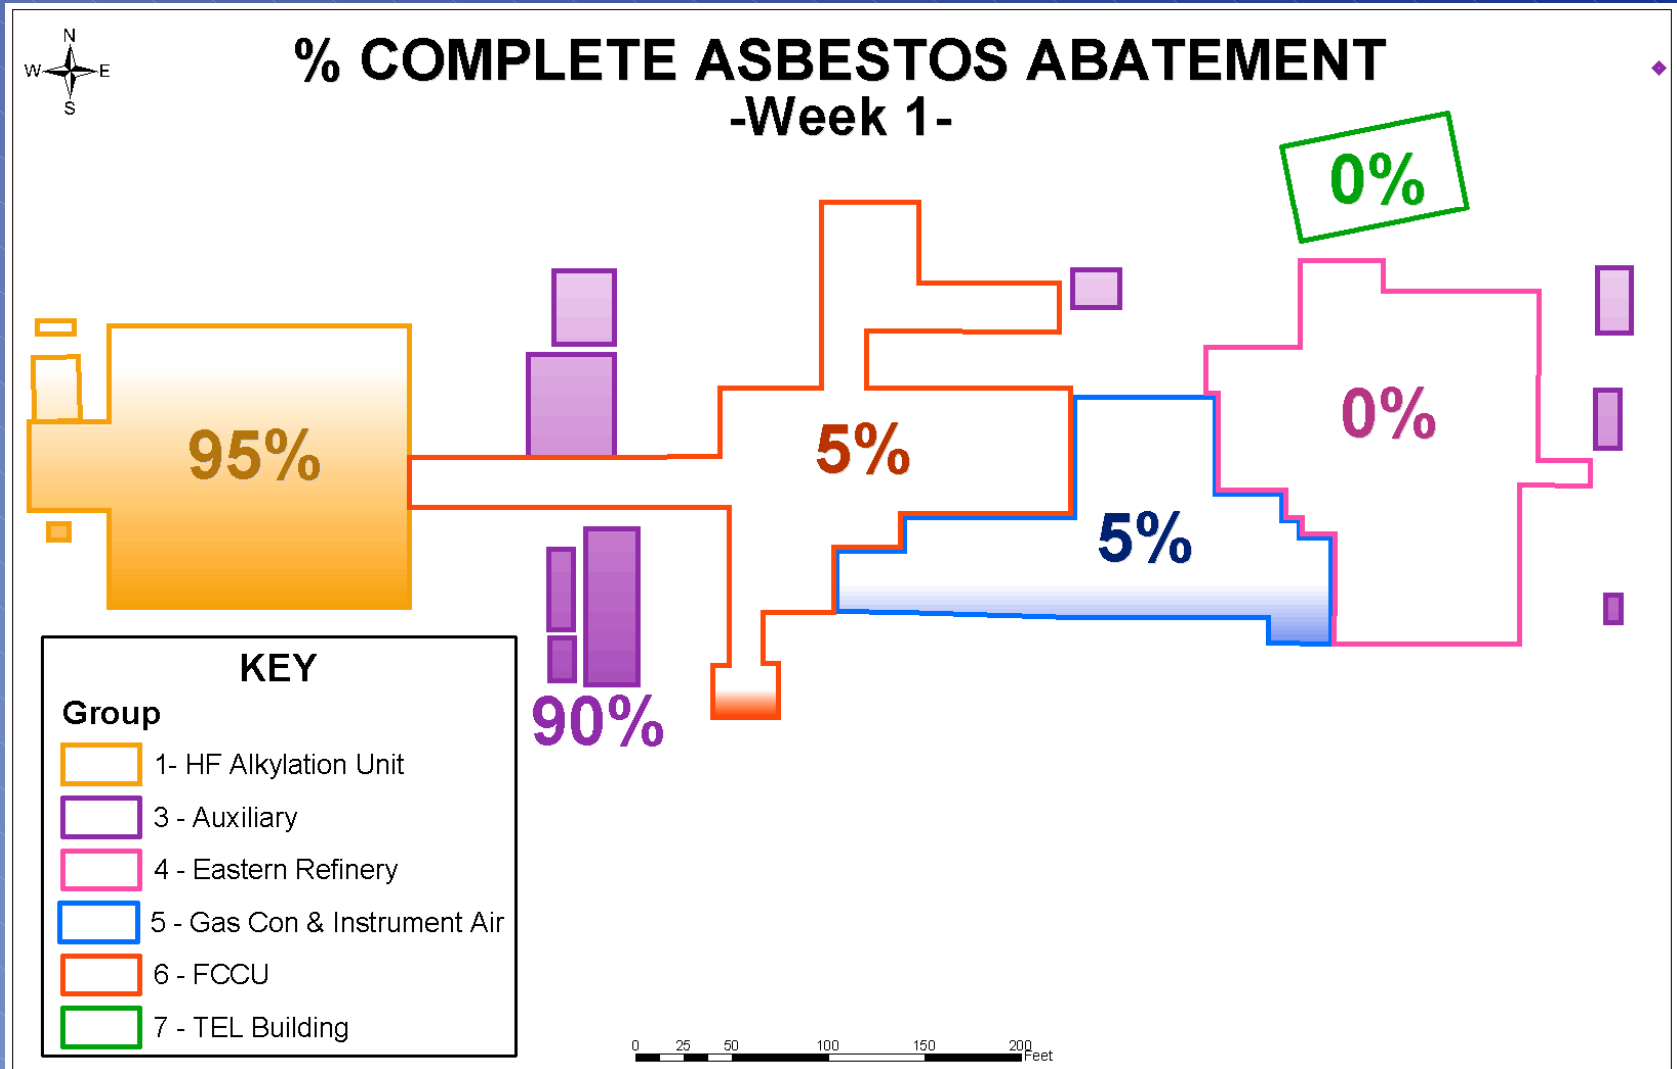 N
W E
S
% COMPLETE ASBESTOS ABATEMENT
-Week 1-
0%
95%
5%
0%
5%
90%
KEY
Group
1- HF Alkylation Unit
3 - Auxiliary
4 - Eastern Refinery
5 - Gas Con & Instrument Air
6 - FCCU
7 - TEL Building
0 25 50 100 150 200
Feet